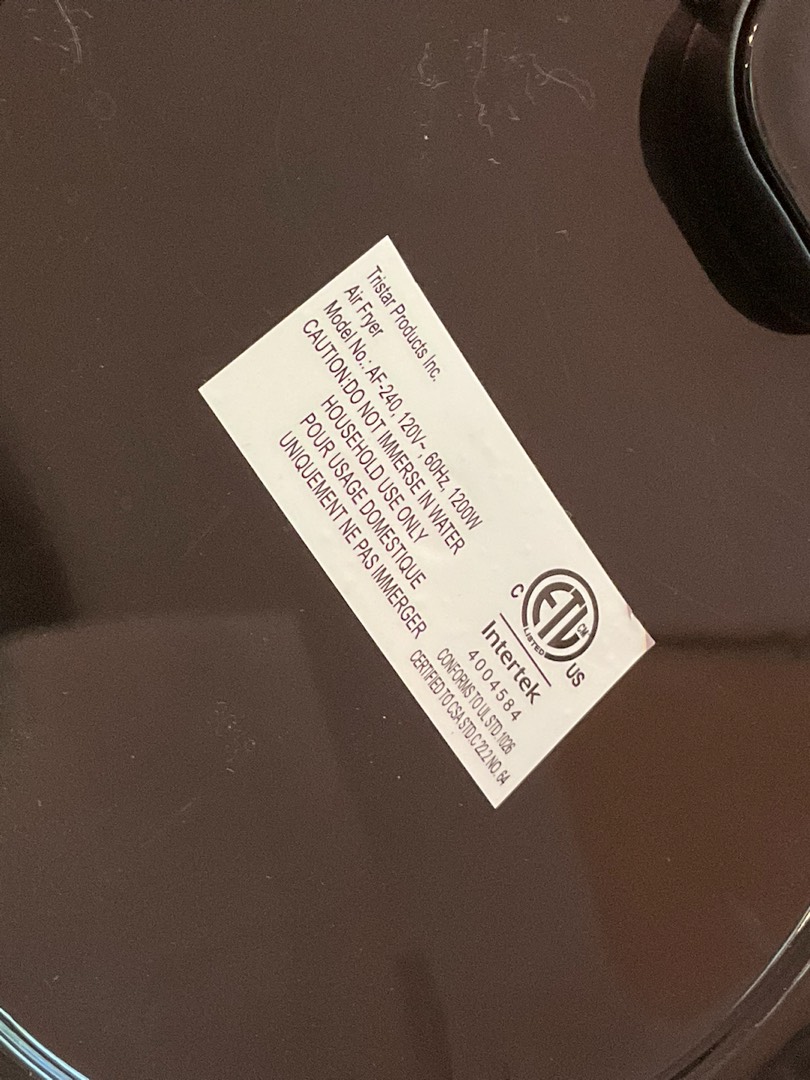 Tristar Products Inc.
Air Fryer
Model No.: AF-240, 120V~, 60Hz, 1200W
CAUTION:DO NOT IMMERSE IN WATER
HOUSEHOLD USE ONLY
POUR USAGE DOMESTIQUE
UNIQUEMENT NE PAS IMMERGER
C ETL CM US
LISTED
Intertek
4004584
CONFORMS TO UL STD. 1026
CERTIFIED TO CSA STD.C 22.2 NO. 64